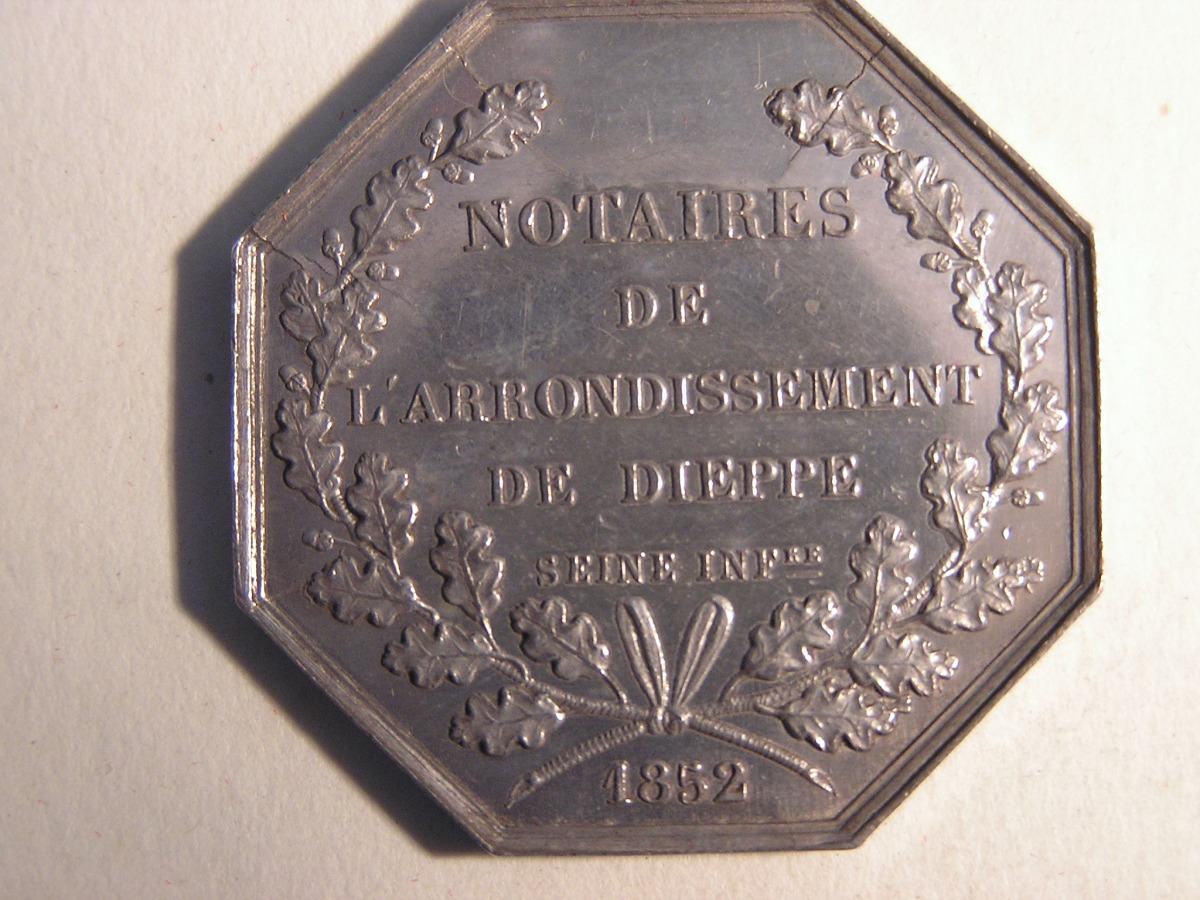 NOTAIRES
DE
L'ARRONDISSEMENT
DE DIEPPE
SEINE INFRE
1852